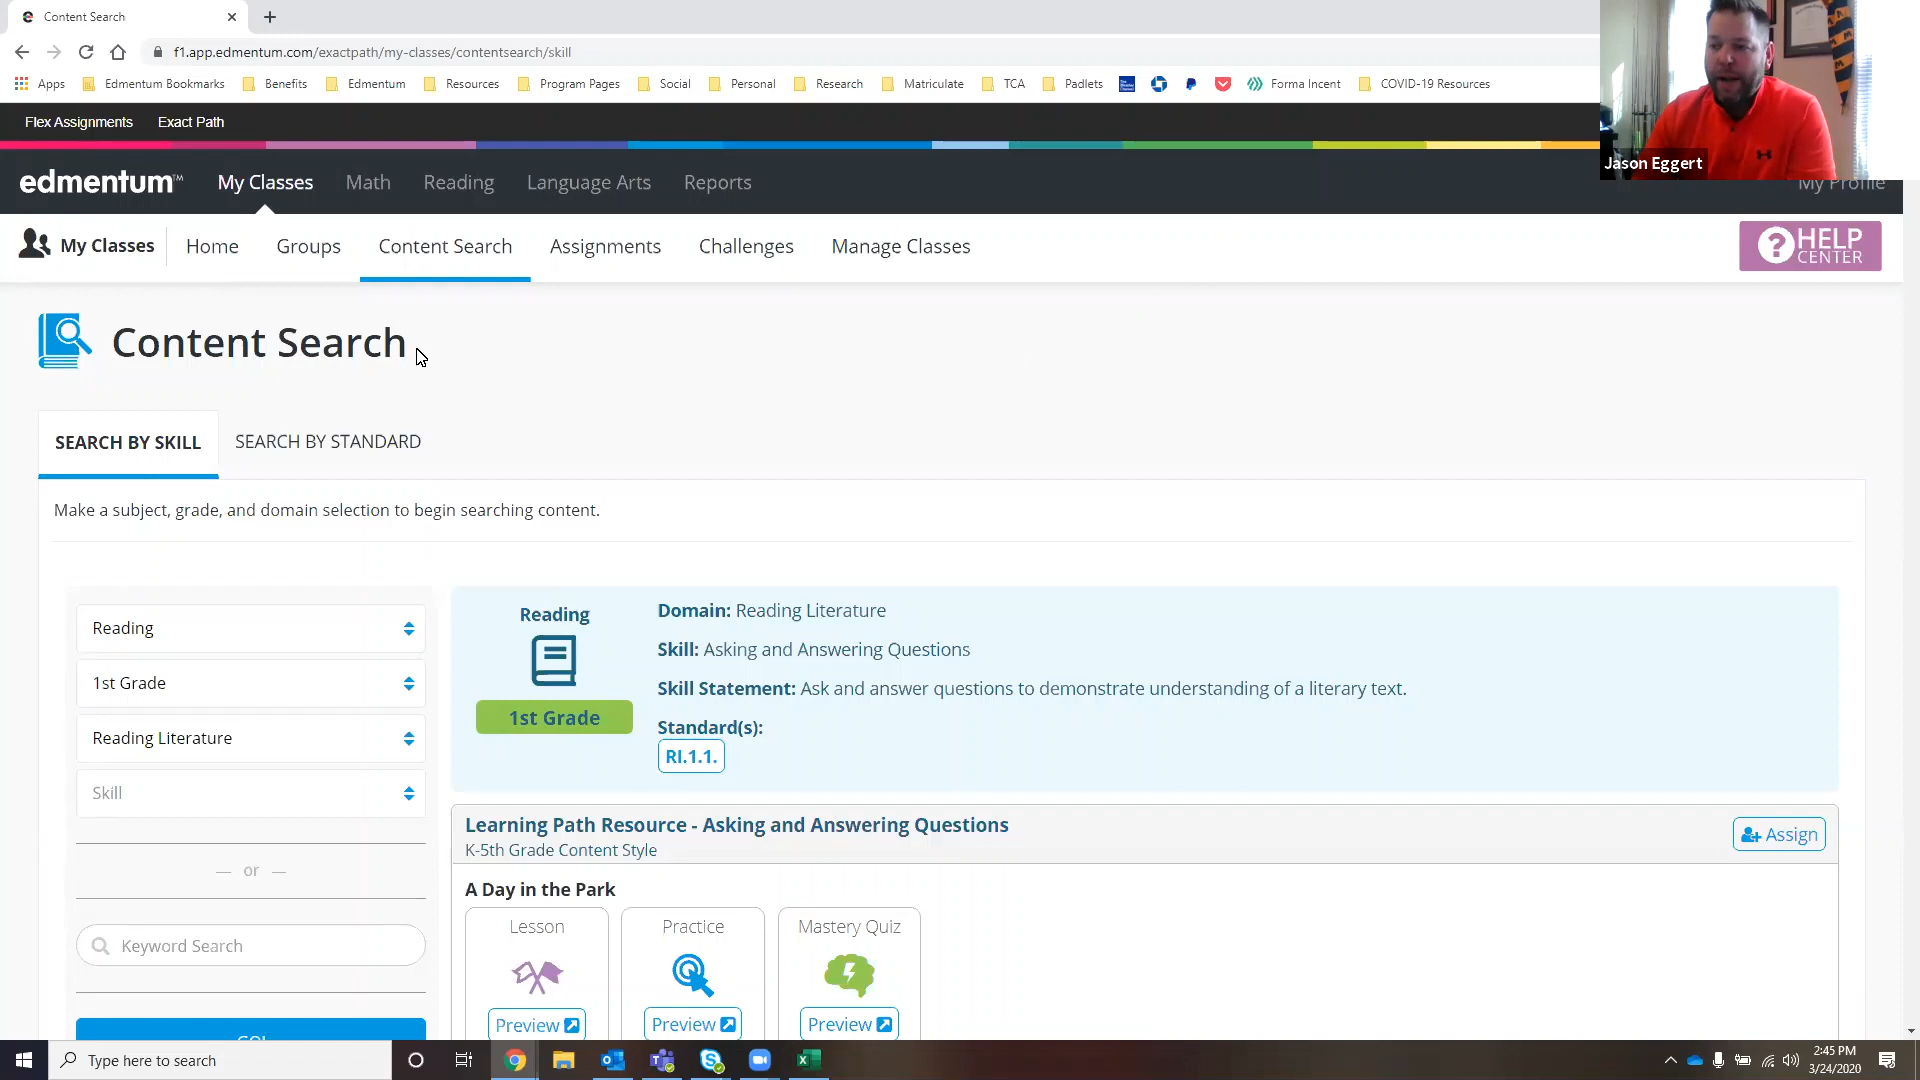 Content Search
f1.app.edmentum.com/exactpath/my-classes/contentsearch/skill
Apps Edmentum Bookmarks Benefits Edmentum Resources Program Pages Social Personal Research Matriculate TCA Padlets Forma Incent COVID-19 Resources
Flex Assignments Exact Path
Jason Eggert
edmentum™ My Classes Math Reading Language Arts Reports My Profile
My Classes Home Groups Content Search Assignments Challenges Manage Classes ? HELP CENTER
Content Search
SEARCH BY SKILL SEARCH BY STANDARD
Make a subject, grade, and domain selection to begin searching content.
Reading
1st Grade
Reading Literature
Skill
— or —
Keyword Search
GO!
Reading
1st Grade
Domain: Reading Literature
Skill: Asking and Answering Questions
Skill Statement: Ask and answer questions to demonstrate understanding of a literary text.
Standard(s):
RI.1.1.
Learning Path Resource - Asking and Answering Questions
K-5th Grade Content Style
Assign
A Day in the Park
Lesson Practice Mastery Quiz
Preview Preview Preview
Type here to search
2:45 PM
3/24/2020